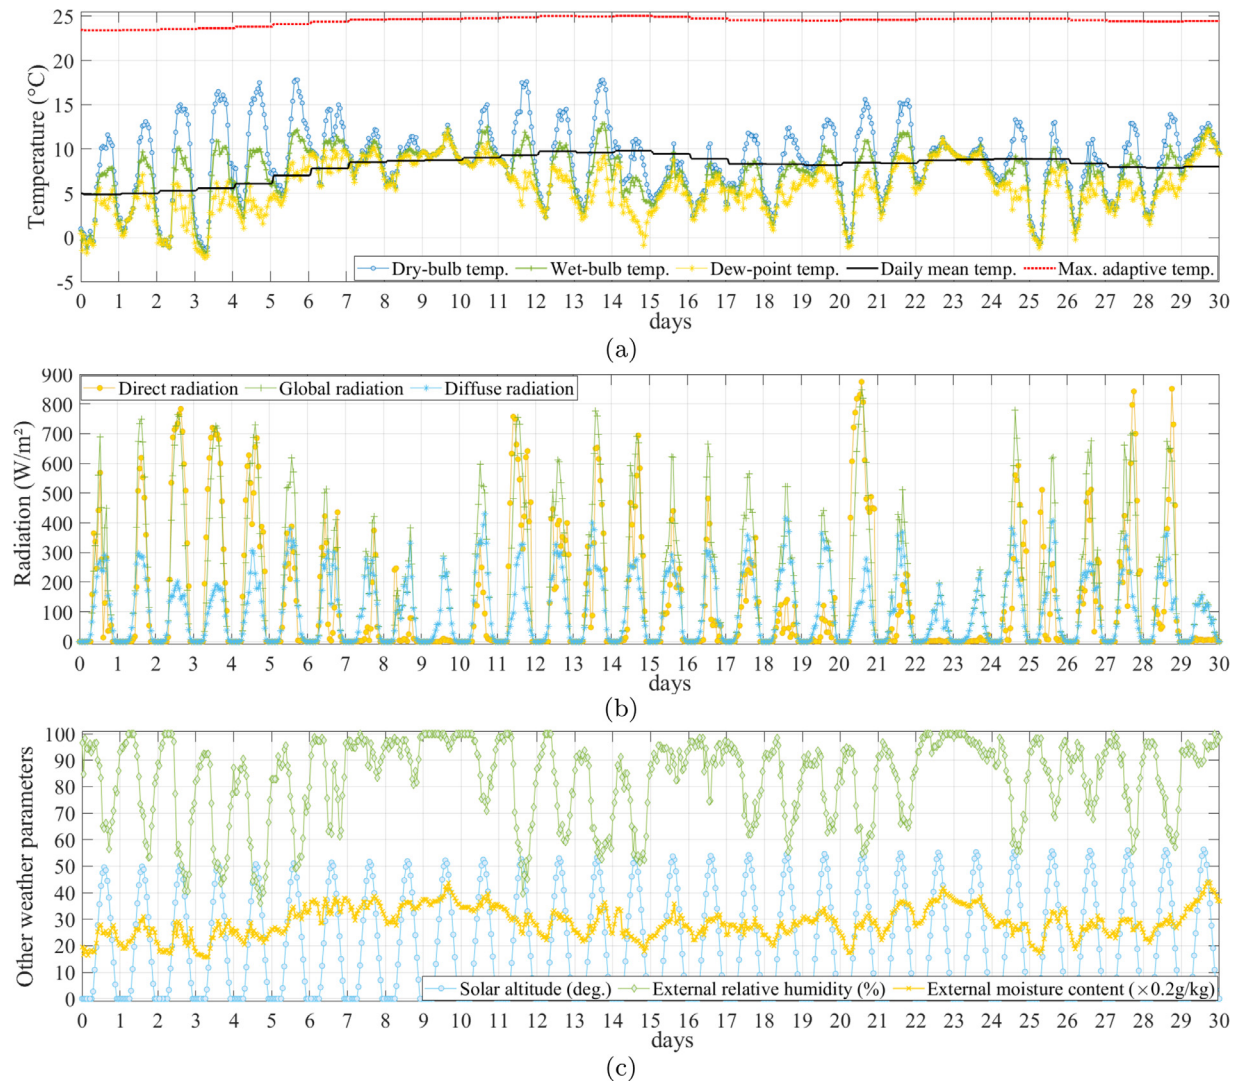 25
20
15
10
5
0
-5
Temperature (°C)
Dry-bulb temp. Wet-bulb temp. Dew-point temp. Daily mean temp. Max. adaptive temp.
0 1 2 3 4 5 6 7 8 9 10 11 12 13 14 15 16 17 18 19 20 21 22 23 24 25 26 27 28 29 30
days
(a)
900
800
700
600
500
400
300
200
100
0
Radiation (W/m²)
Direct radiation Global radiation Diffuse radiation
0 1 2 3 4 5 6 7 8 9 10 11 12 13 14 15 16 17 18 19 20 21 22 23 24 25 26 27 28 29 30
days
(b)
100
90
80
70
60
50
40
30
20
10
0
Other weather parameters
Solar altitude (deg.) External relative humidity (%) External moisture content (×0.2g/kg)
0 1 2 3 4 5 6 7 8 9 10 11 12 13 14 15 16 17 18 19 20 21 22 23 24 25 26 27 28 29 30
days
(c)